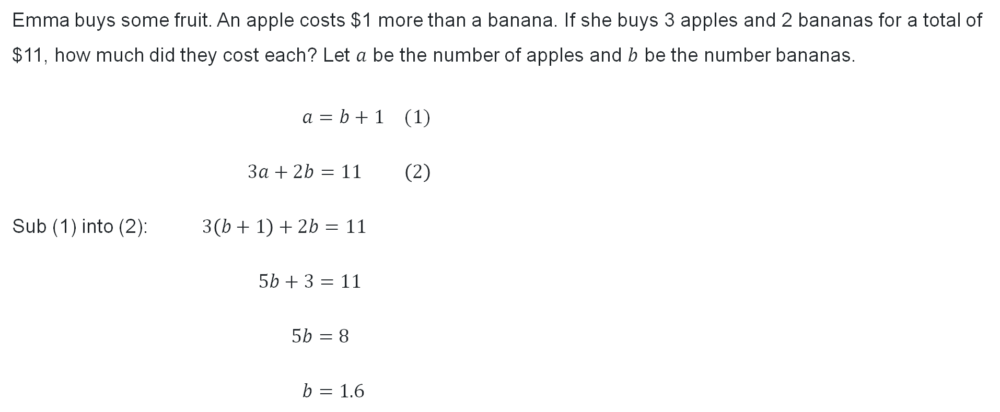 Emma buys some fruit. An apple costs $1 more than a banana. If she buys 3 apples and 2 bananas for a total of
$11, how much did they cost each? Let a be the number of apples and b be the number bananas.
a = b + 1 (1)
3a + 2b = 11 (2)
Sub (1) into (2): 3(b + 1) + 2b = 11
5b + 3 = 11
5b = 8
b = 1.6